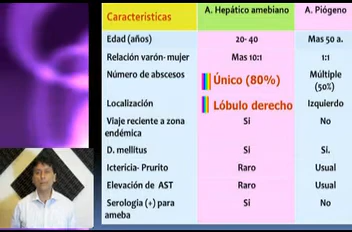 Caracteristicas A. Hepático amebiano A. Piógeno
Edad (años) 20- 40 Mas 50 a.
Relación varón- mujer Mas 10:1 1:1
Número de abscesos Único (80%) Múltiple (50%)
Localización Lóbulo derecho Izquierdo
Viaje reciente a zona endémica Si No
D. mellitus Si Si.
Ictericia- Prurito Raro Usual
Elevación de AST Raro Usual
Serologia (+) para ameba Si No